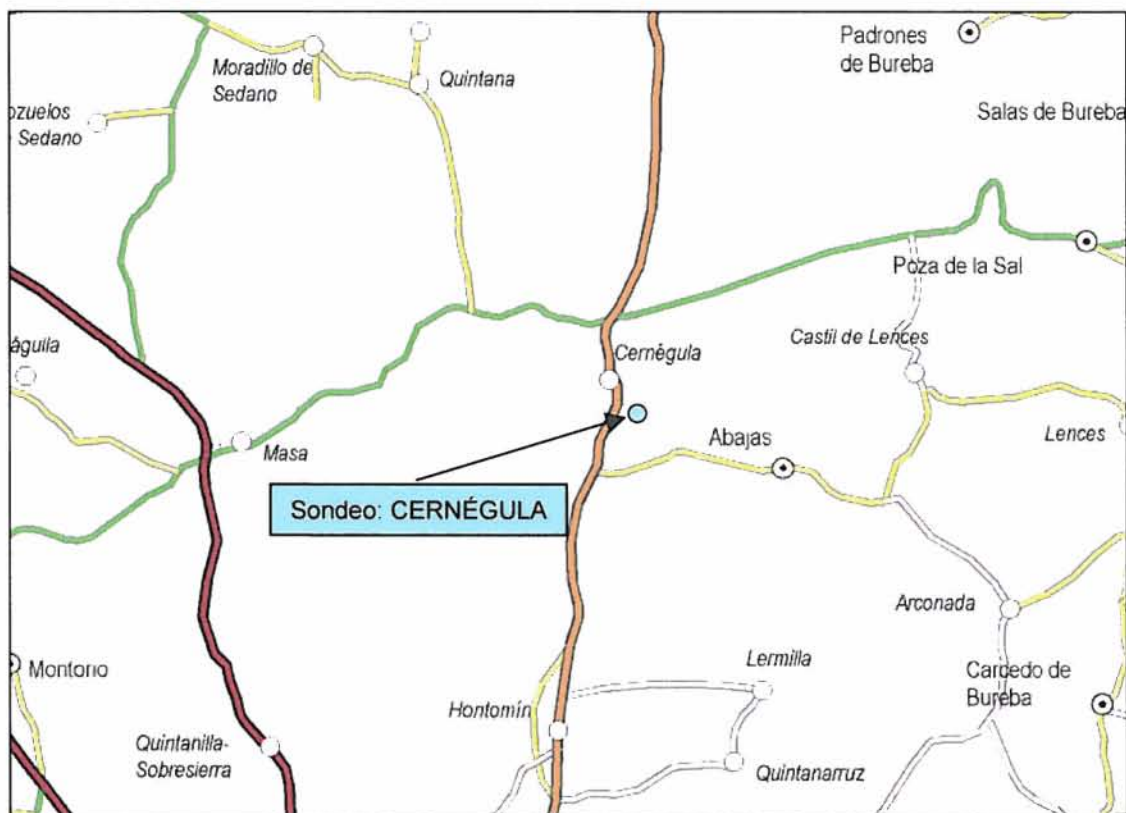 Padrones
de Bureba
Moradillo de
Sedano
Quintana
ozuelos
Sedano
Salas de Bureba
Poza de la Sal
águila
Cernégula
Castil de Lences
Masa
Abajas
Lences
Sondeo: CERNÉGULA
Arconada
Montorio
Lermilla
Carcedo de
Bureba
Hontomín
Quintanilla-
Sobresierra
Quintanarruz